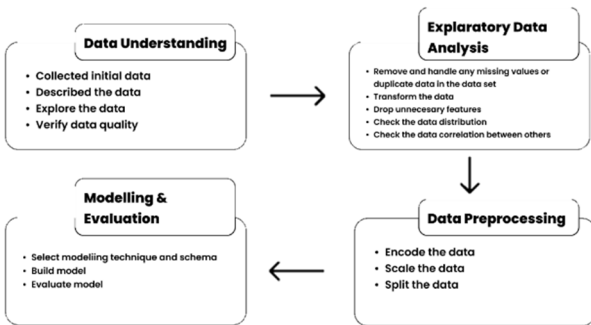 Data Understanding
• Collected initial data
• Described the data
• Explore the data
• Verify data quality
Explaratory Data
Analysis
• Remove and handle any missing values or
duplicate data in the data set
• Transform the data
• Drop unnecesary features
• Check the data distribution
• Check the data correlation between others
Data Preprocessing
• Encode the data
• Scale the data
• Split the data
Modelling &
Evaluation
• Select modeliing technique and schema
• Build model
• Evaluate model